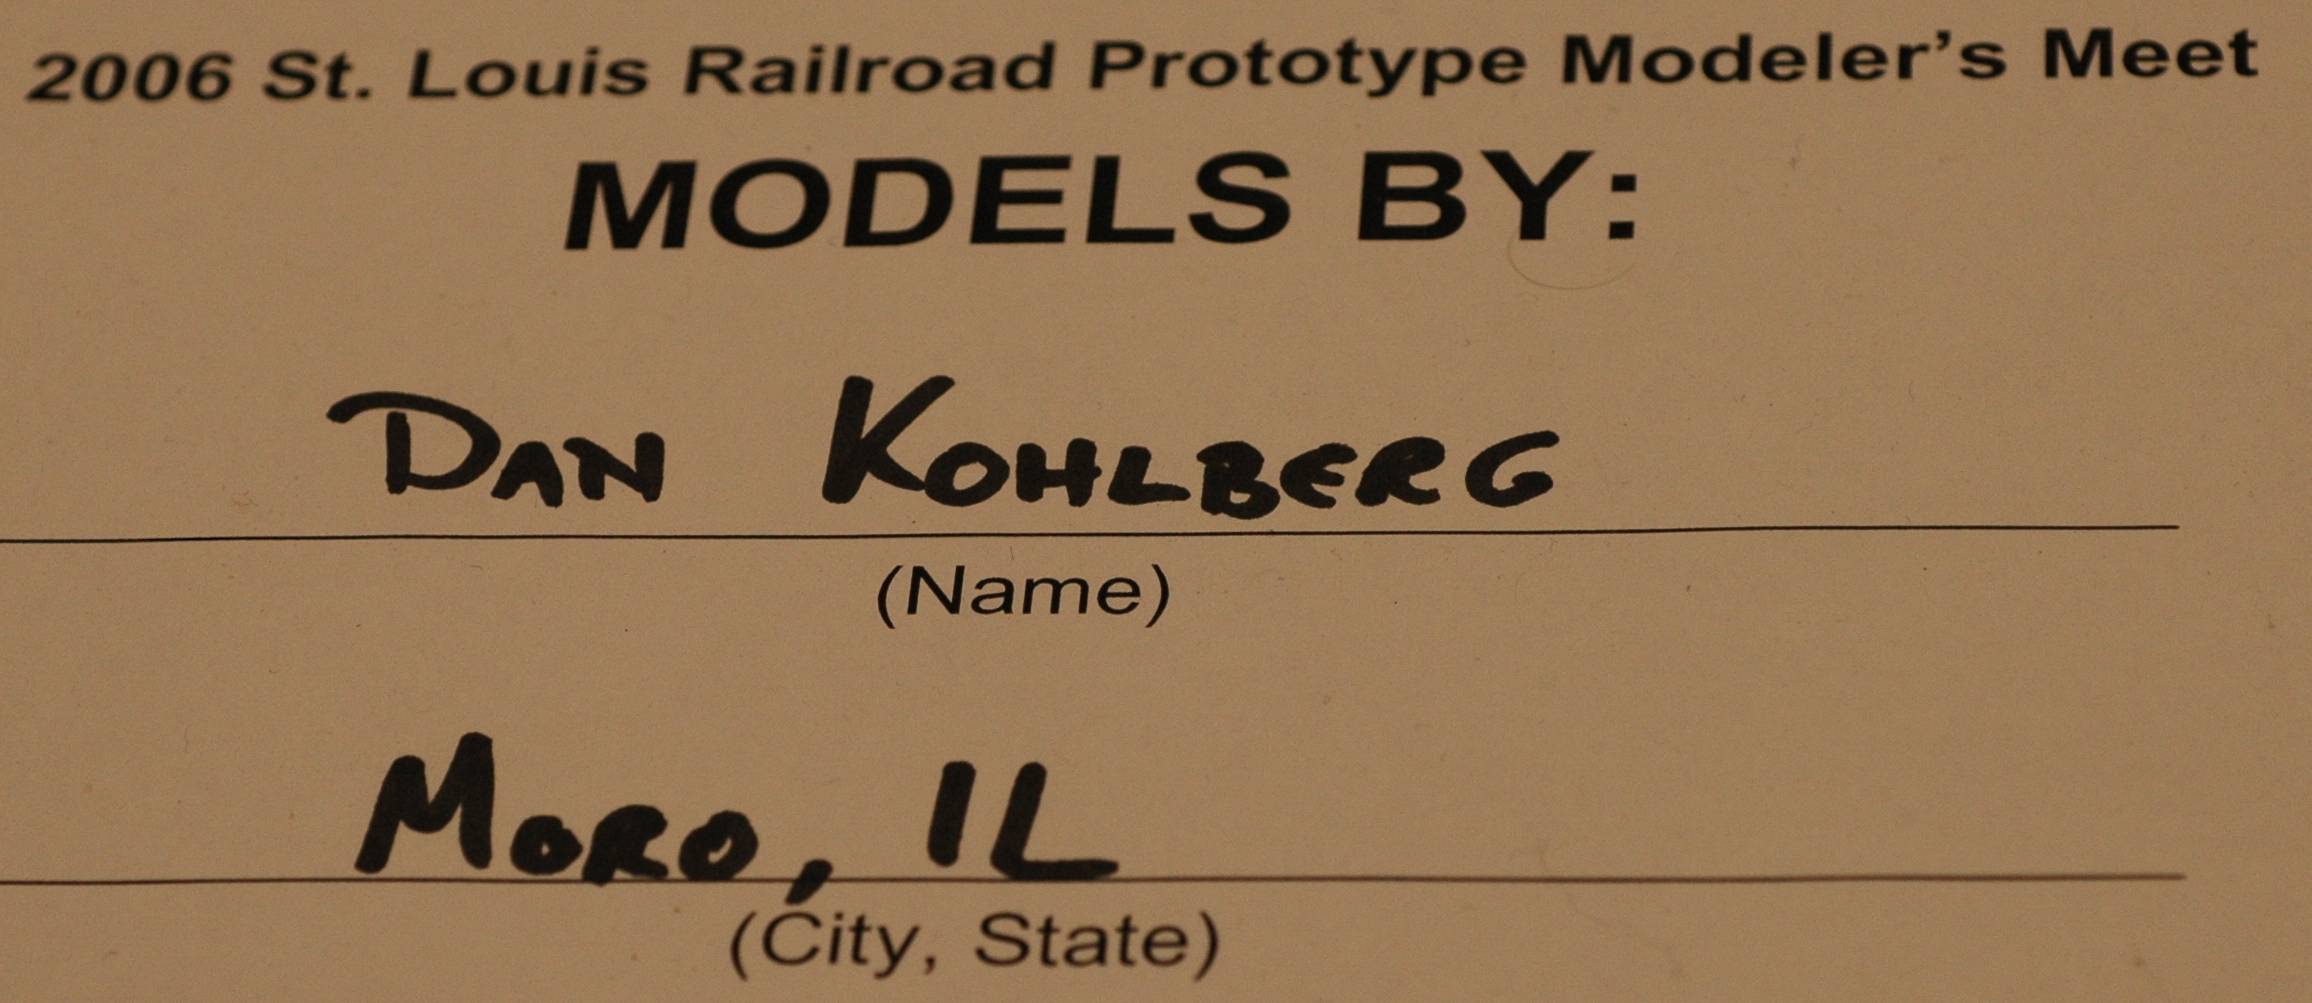 2006 St. Louis Railroad Prototype Modeler’s Meet
MODELS BY:
DAN KOHLBERG
(Name)
MORO, IL
(City, State)